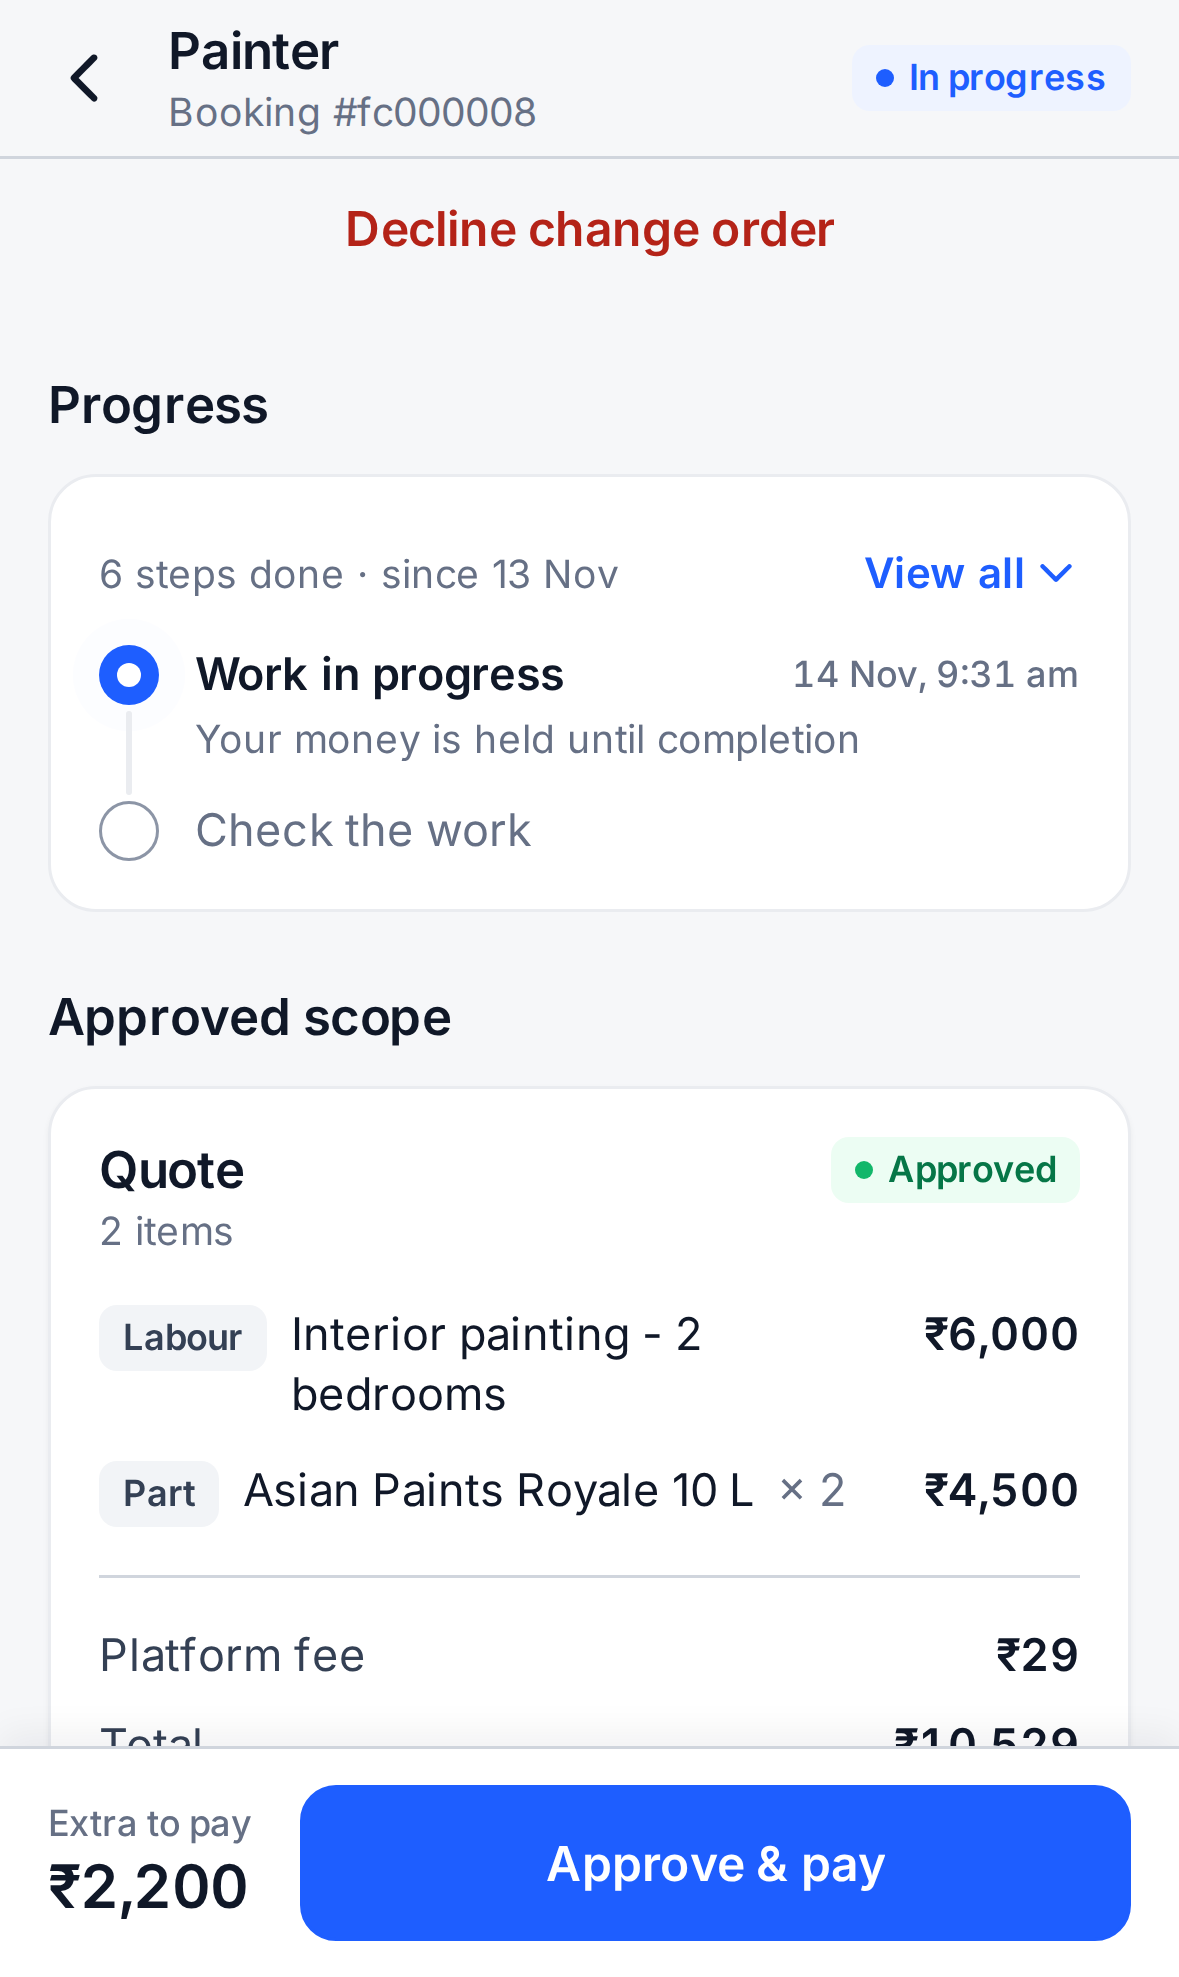 Painter
Booking #fc000008
In progress
Decline change order
Progress
6 steps done · since 13 Nov
View all
Work in progress
14 Nov, 9:31 am
Your money is held until completion
Check the work
Approved scope
Quote
Approved
2 items
Labour
Interior painting - 2
bedrooms
₹6,000
Part
Asian Paints Royale 10 L × 2
₹4,500
Platform fee
₹29
Total
₹10,529
Extra to pay
₹2,200
Approve & pay